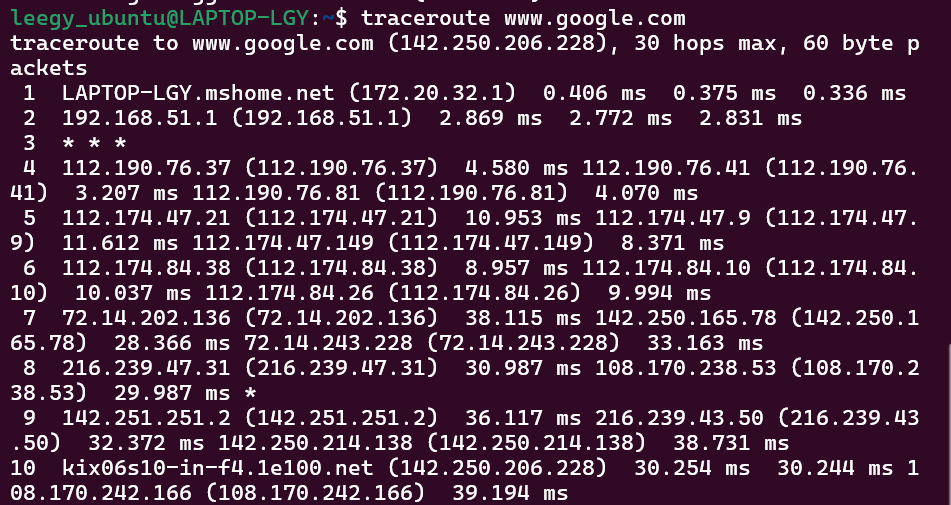 leegy_ubuntu@LAPTOP-LGY:~$ traceroute www.google.com
traceroute to www.google.com (142.250.206.228), 30 hops max, 60 byte p
ackets
 1  LAPTOP-LGY.mshome.net (172.20.32.1)  0.406 ms  0.375 ms  0.336 ms
 2  192.168.51.1 (192.168.51.1)  2.869 ms  2.772 ms  2.831 ms
 3  * * *
 4  112.190.76.37 (112.190.76.37)  4.580 ms 112.190.76.41 (112.190.76.
41)  3.207 ms 112.190.76.81 (112.190.76.81)  4.070 ms
 5  112.174.47.21 (112.174.47.21)  10.953 ms 112.174.47.9 (112.174.47.
9)  11.612 ms 112.174.47.149 (112.174.47.149)  8.371 ms
 6  112.174.84.38 (112.174.84.38)  8.957 ms 112.174.84.10 (112.174.84.
10)  10.037 ms 112.174.84.26 (112.174.84.26)  9.994 ms
 7  72.14.202.136 (72.14.202.136)  38.115 ms 142.250.165.78 (142.250.1
65.78)  28.366 ms 72.14.243.228 (72.14.243.228)  33.163 ms
 8  216.239.47.31 (216.239.47.31)  30.987 ms 108.170.238.53 (108.170.2
38.53)  29.987 ms *
 9  142.251.251.2 (142.251.251.2)  36.117 ms 216.239.43.50 (216.239.43
.50)  32.372 ms 142.250.214.138 (142.250.214.138)  38.731 ms
10  kix06s10-in-f4.1e100.net (142.250.206.228)  30.254 ms  30.244 ms 1
08.170.242.166 (108.170.242.166)  39.194 ms